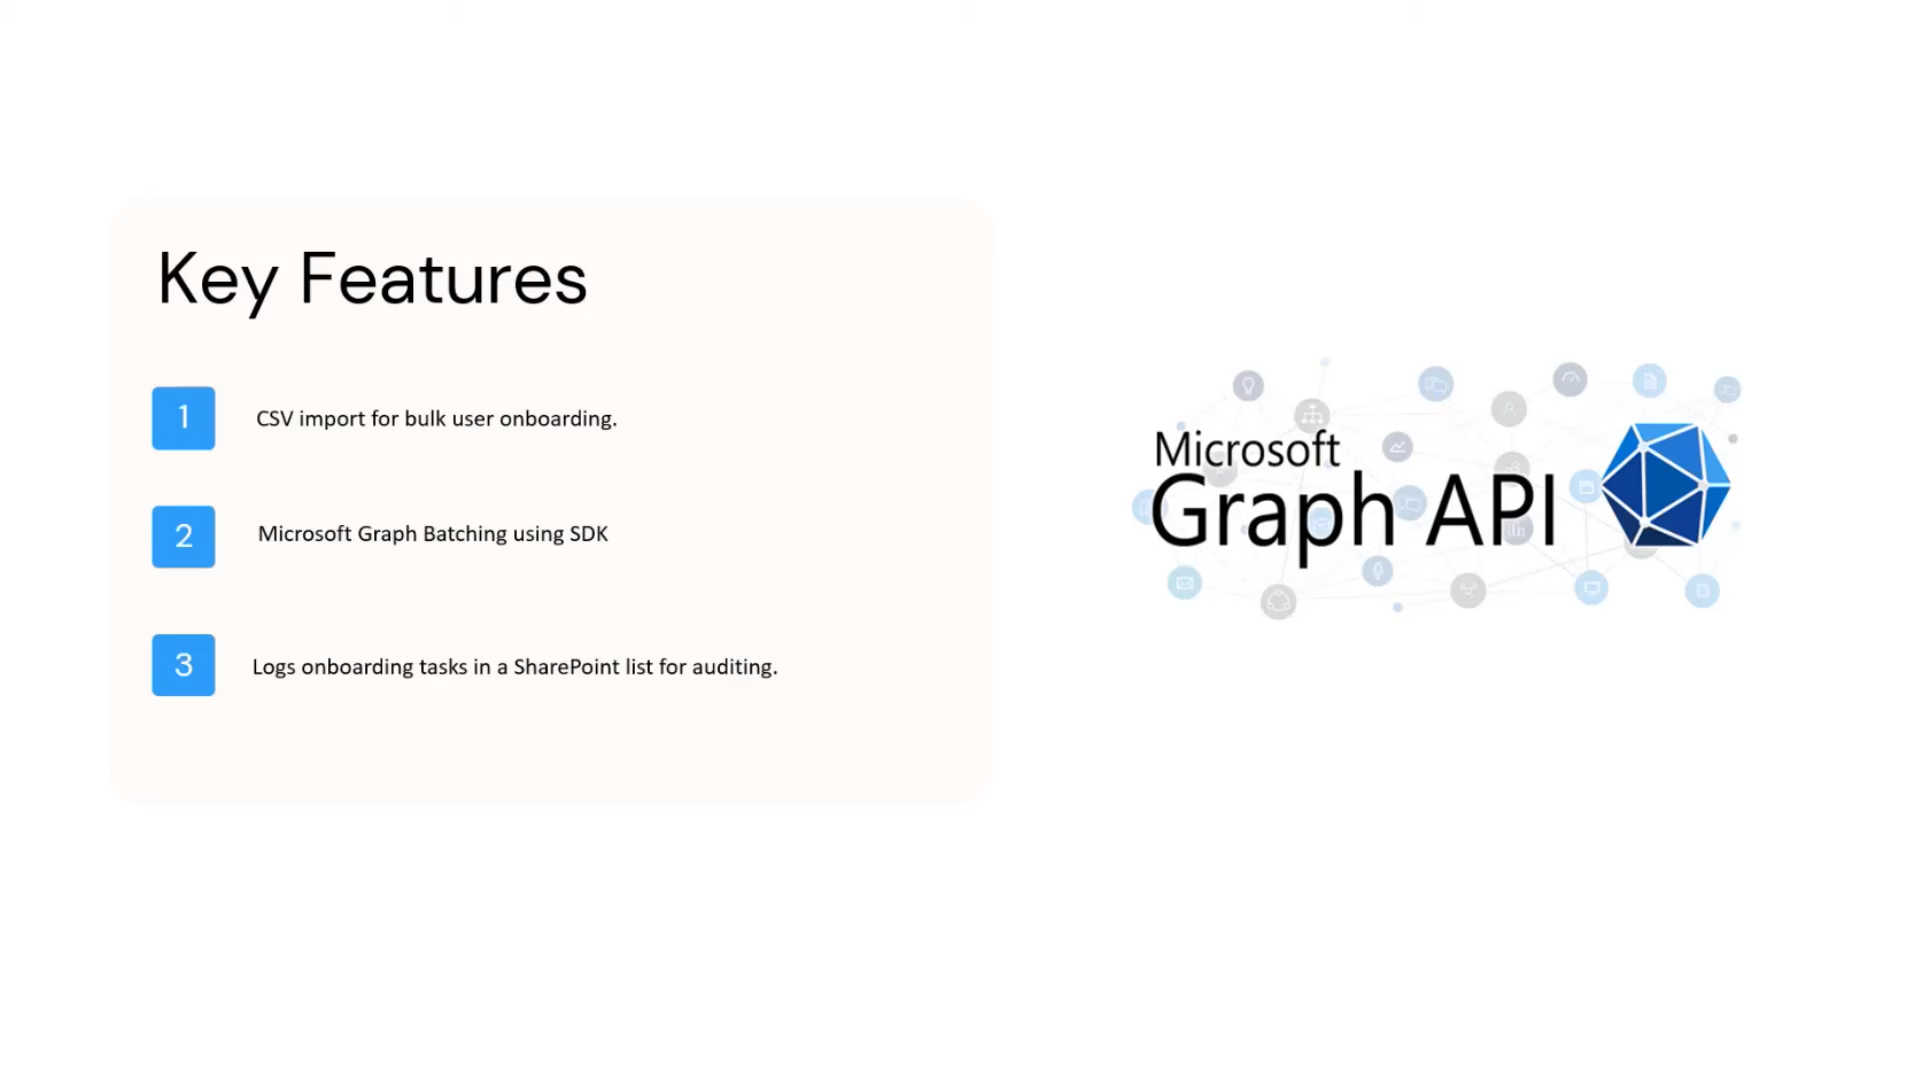 Key Features
1
CSV import for bulk user onboarding.
2
Microsoft Graph Batching using SDK
3
Logs onboarding tasks in a SharePoint list for auditing.
Microsoft
Graph API